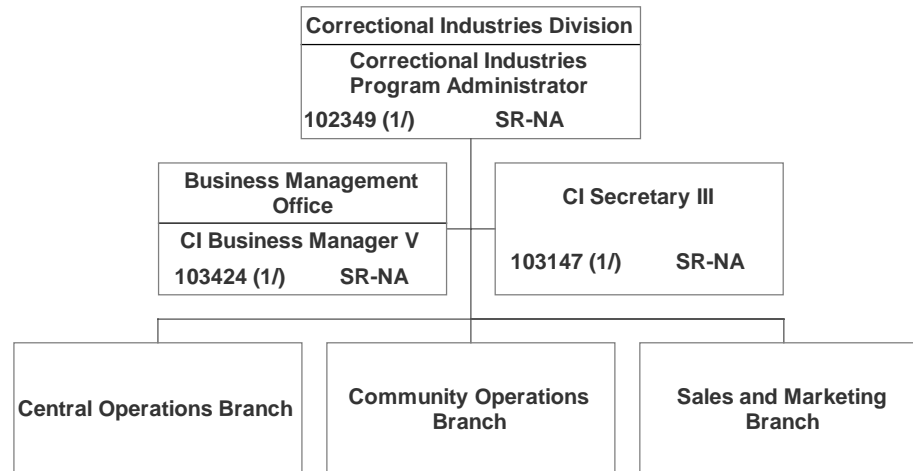 Correctional Industries Division
Correctional Industries
Program Administrator
102349 (1/) SR-NA
Business Management
Office
CI Business Manager V
103424 (1/) SR-NA
CI Secretary III
103147 (1/) SR-NA
Central Operations Branch
Community Operations
Branch
Sales and Marketing
Branch